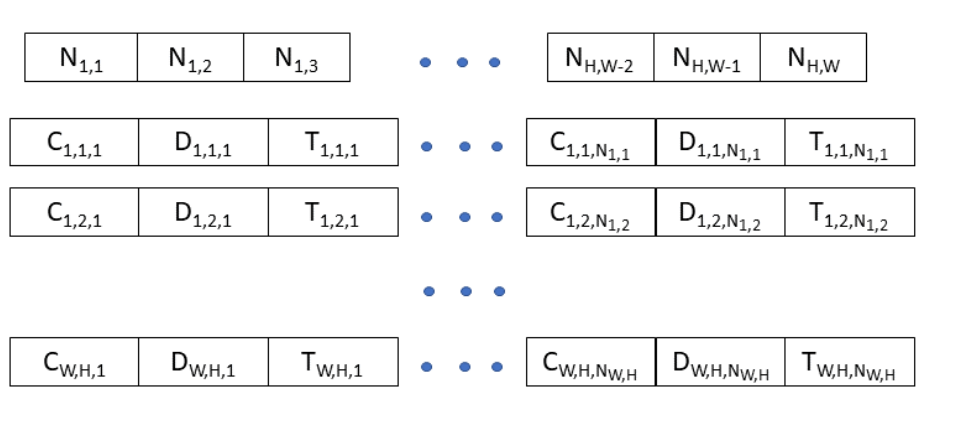 N1,1 N1,2 N1,3 NH,W-2 NH,W-1 NH,W
C1,1,1 D1,1,1 T1,1,1 C1,1,N1,1 D1,1,N1,1 T1,1,N1,1
C1,2,1 D1,2,1 T1,2,1 C1,2,N1,2 D1,2,N1,2 T1,2,N1,2
CW,H,1 DW,H,1 TW,H,1 CW,H,NW,H DW,H,NW,H TW,H,NW,H